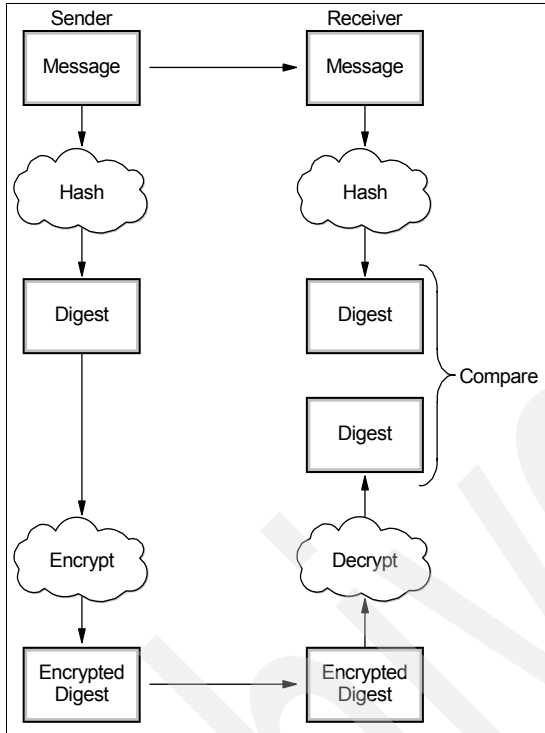 Sender
Receiver
Message
Message
Hash
Hash
Digest
Digest
Compare
Digest
Encrypt
Decrypt
Encrypted
Digest
Encrypted
Digest